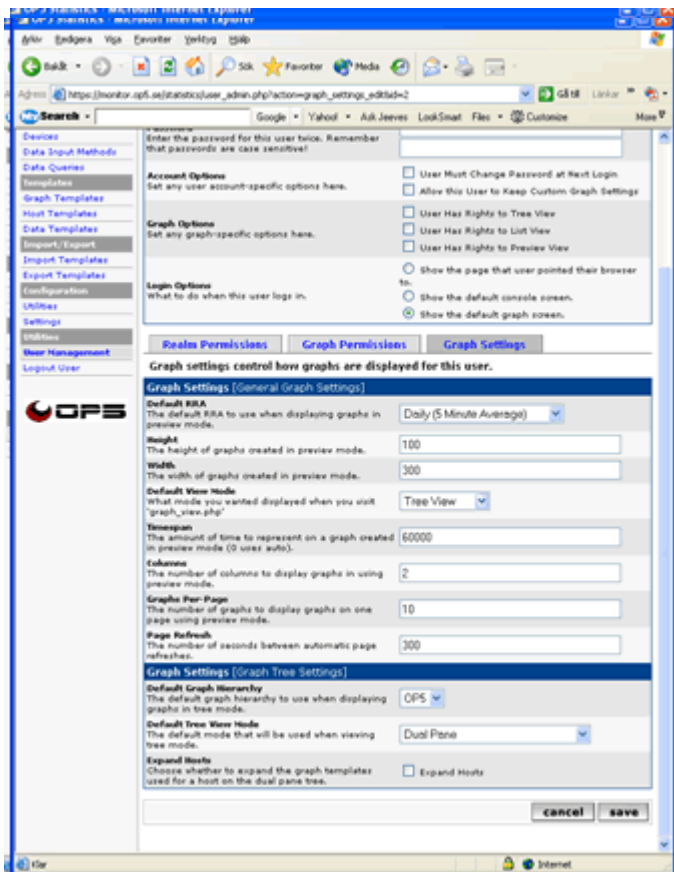 OP5 Statistics - Microsoft Internet Explorer
Arkiv Redigera Visa Favoriter Verktyg Hjälp
Bakåt Sök Favoriter Media
Adress https://monitor.op5.se/statistics/user_admin.php?action=graph_settings_edit&id=2 Gå till Länkar
Search Google Yahoo! Ask Jeeves LookSmart Files Customize More
Devices
Data Input Methods
Data Queries
Templates
Graph Templates
Host Templates
Data Templates
Import/Export
Import Templates
Export Templates
Configuration
Utilities
Settings
Utilities
User Management
Logout User
OP5
Password
Enter the password for this user twice. Remember
that passwords are case sensitive!
Account Options
Set any user account-specific options here.
User Must Change Password at Next Login
Allow this User to Keep Custom Graph Settings
Graph Options
Set any graph-specific options here.
User Has Rights to Tree View
User Has Rights to List View
User Has Rights to Preview View
Login Options
What to do when this user logs in.
Show the page that user pointed their browser
to.
Show the default console screen.
Show the default graph screen.
Realm Permissions Graph Permissions Graph Settings
Graph settings control how graphs are displayed for this user.
Graph Settings [General Graph Settings]
Default RRA
The default RRA to use when displaying graphs in
preview mode.
Daily (5 Minute Average)
Height
The height of graphs created in preview mode.
100
Width
The width of graphs created in preview mode.
300
Default View Mode
What mode you wanted displayed when you visit
'graph_view.php'
Tree View
Timespan
The amount of time to represent on a graph created
in preview mode (0 uses auto).
60000
Columns
The number of columns to display graphs in using
preview mode.
2
Graphs Per-Page
The number of graphs to display graphs on one
page using preview mode.
10
Page Refresh
The number of seconds between automatic page
refreshes.
300
Graph Settings [Graph Tree Settings]
Default Graph Hierarchy
The default graph hierarchy to use when displaying
graphs in tree mode.
OP5
Default Tree View Mode
The default mode that will be used when viewing
tree mode.
Dual Pane
Expand Hosts
Choose whether to expand the graph templates
used for a host on the dual pane tree.
Expand Hosts
cancel save
Klar Internet